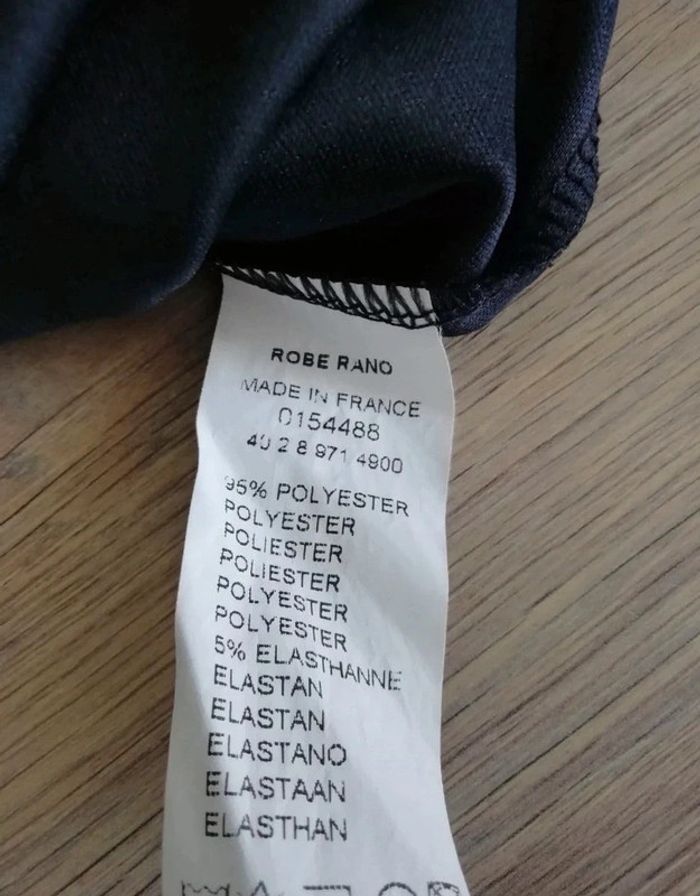 ROBE RANO
MADE IN FRANCE
0154488
40 2 8 971 4900
95% POLYESTER
POLYESTER
POLIESTER
POLIESTER
POLYESTER
POLYESTER
5% ELASTHANNE
ELASTAN
ELASTAN
ELASTANO
ELASTAAN
ELASTHAN